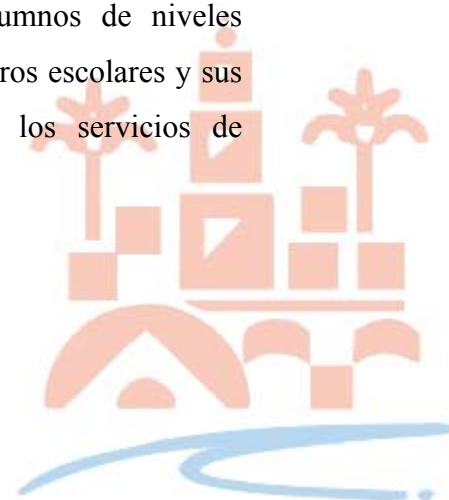 umnos de niveles
ros escolares y sus
los servicios de